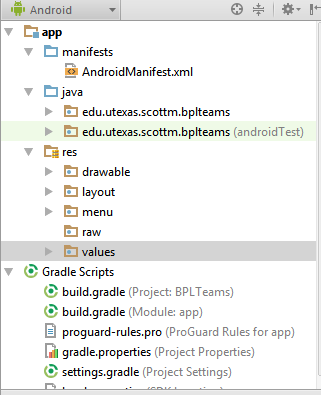 Android
app
manifests
AndroidManifest.xml
java
edu.utexas.scottm.bplteams
edu.utexas.scottm.bplteams (androidTest)
res
drawable
layout
menu
raw
values
Gradle Scripts
build.gradle (Project: BPLTeams)
build.gradle (Module: app)
proguard-rules.pro (ProGuard Rules for app)
gradle.properties (Project Properties)
settings.gradle (Project Settings)